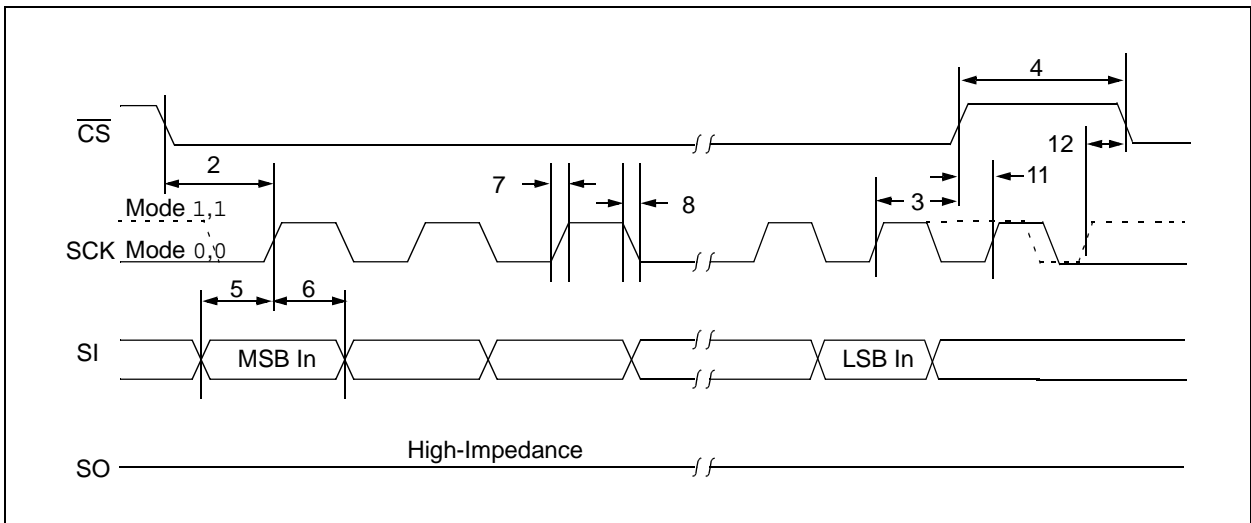 4
CS
12
2
7
8
3
11
Mode 1,1
SCK Mode 0,0
5
6
SI
MSB In
LSB In
High-Impedance
SO